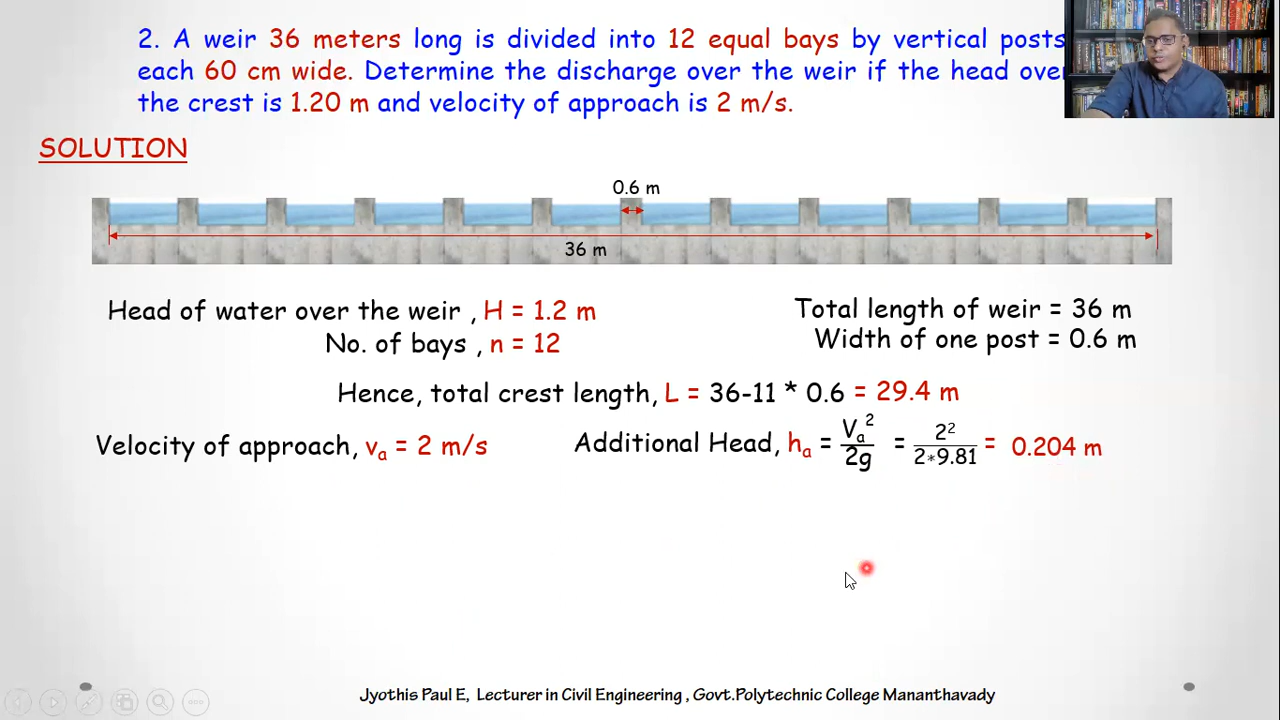 2. A weir 36 meters long is divided into 12 equal bays by vertical posts
each 60 cm wide. Determine the discharge over the weir if the head over
the crest is 1.20 m and velocity of approach is 2 m/s.
SOLUTION
0.6 m
36 m
Head of water over the weir , H = 1.2 m
Total length of weir = 36 m
No. of bays , n = 12
Width of one post = 0.6 m
Hence, total crest length, L = 36-11 * 0.6 = 29.4 m
Velocity of approach, vₐ = 2 m/s
Additional Head, hₐ = Vₐ²/2g = 2²/2*9.81 = 0.204 m
Jyothis Paul E, Lecturer in Civil Engineering , Govt.Polytechnic College Mananthavady